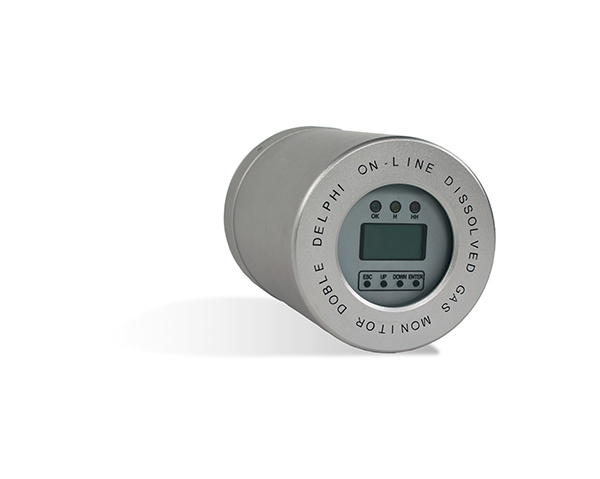 DOBLE DELPHI ON-LINE DISSOLVED GAS MONITOR
OK H HH
ESC UP DOWN ENTER